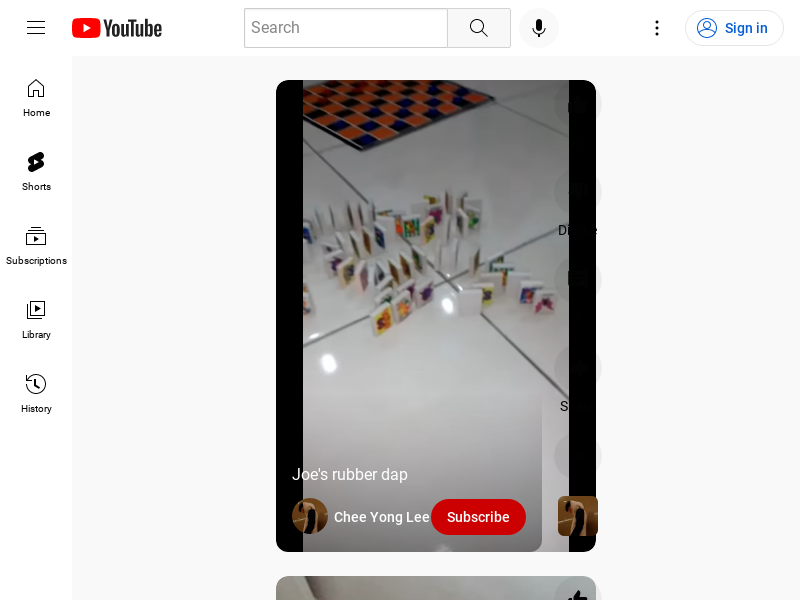 YouTube
Search
Sign in
Home
Shorts
Subscriptions
Library
History
Joe's rubber dap
Chee Yong Lee
Subscribe